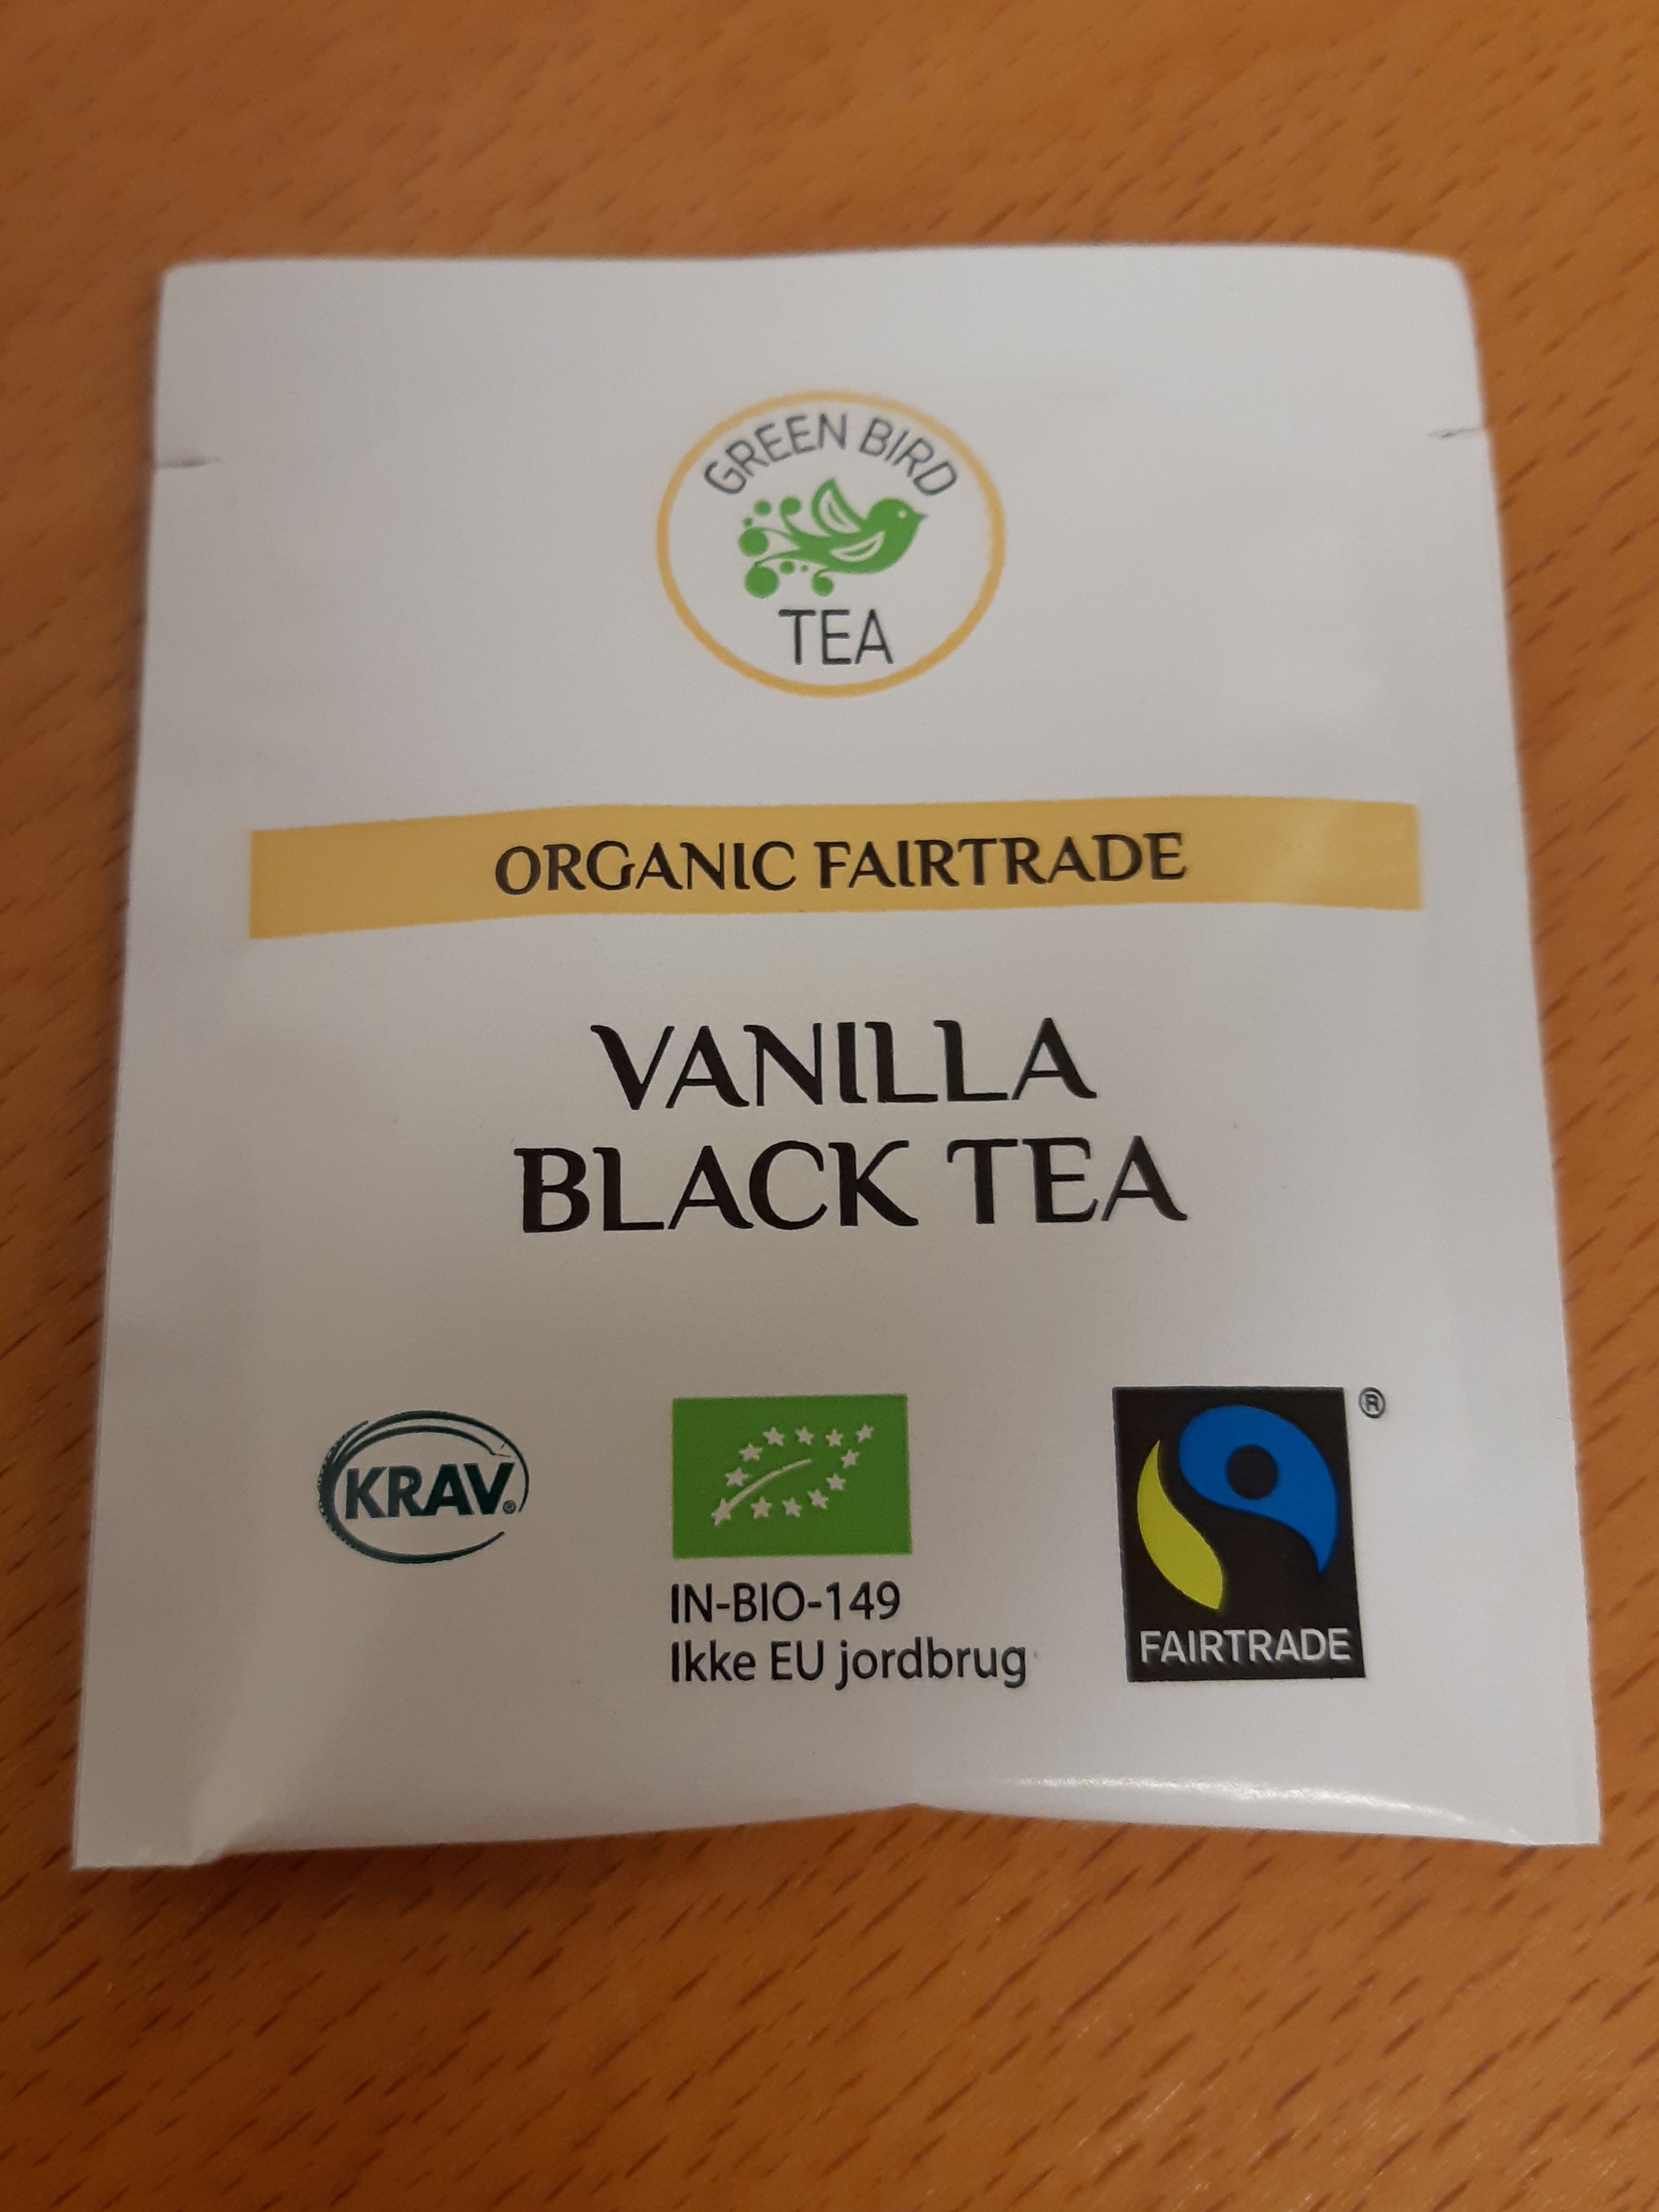 GREEN BIRD
TEA
ORGANIC FAIRTRADE
VANILLA
BLACK TEA
KRAV®
IN-BIO-149
Ikke EU jordbrug
®
FAIRTRADE